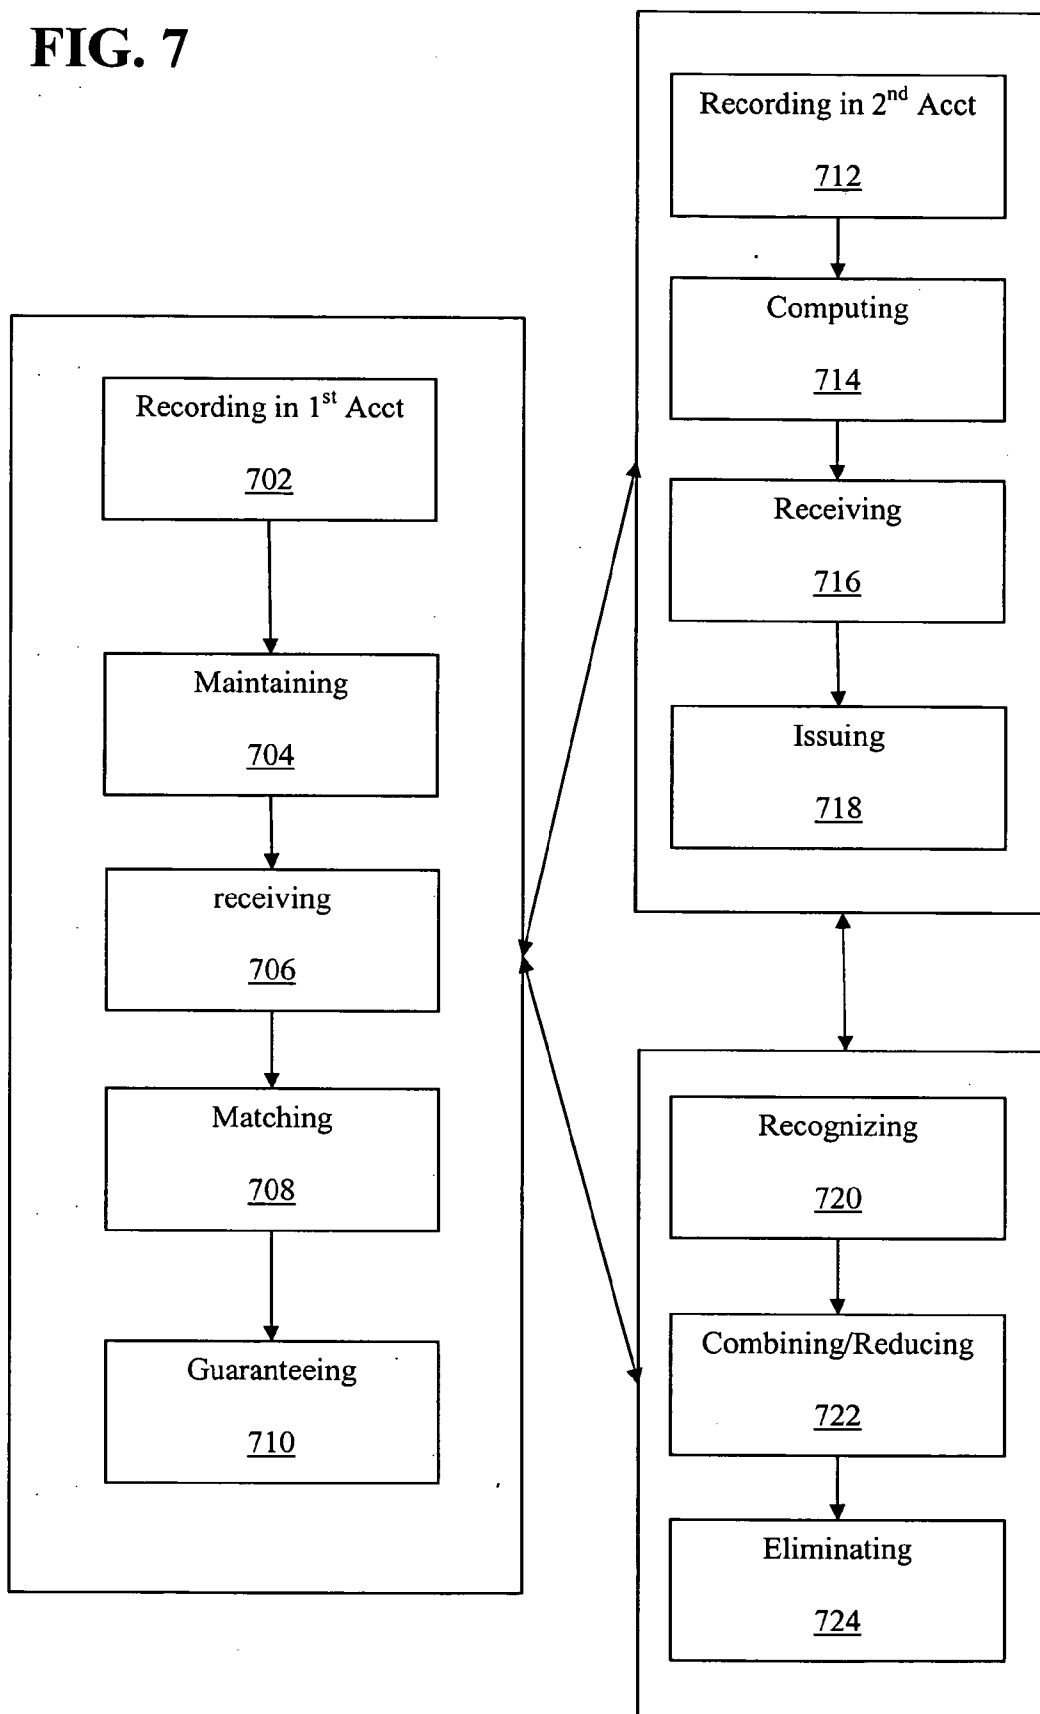 FIG. 7
Recording in 1st Acct
702
Maintaining
704
receiving
706
Matching
708
Guaranteeing
710
Recording in 2nd Acct
712
Computing
714
Receiving
716
Issuing
718
Recognizing
720
Combining/Reducing
722
Eliminating
724